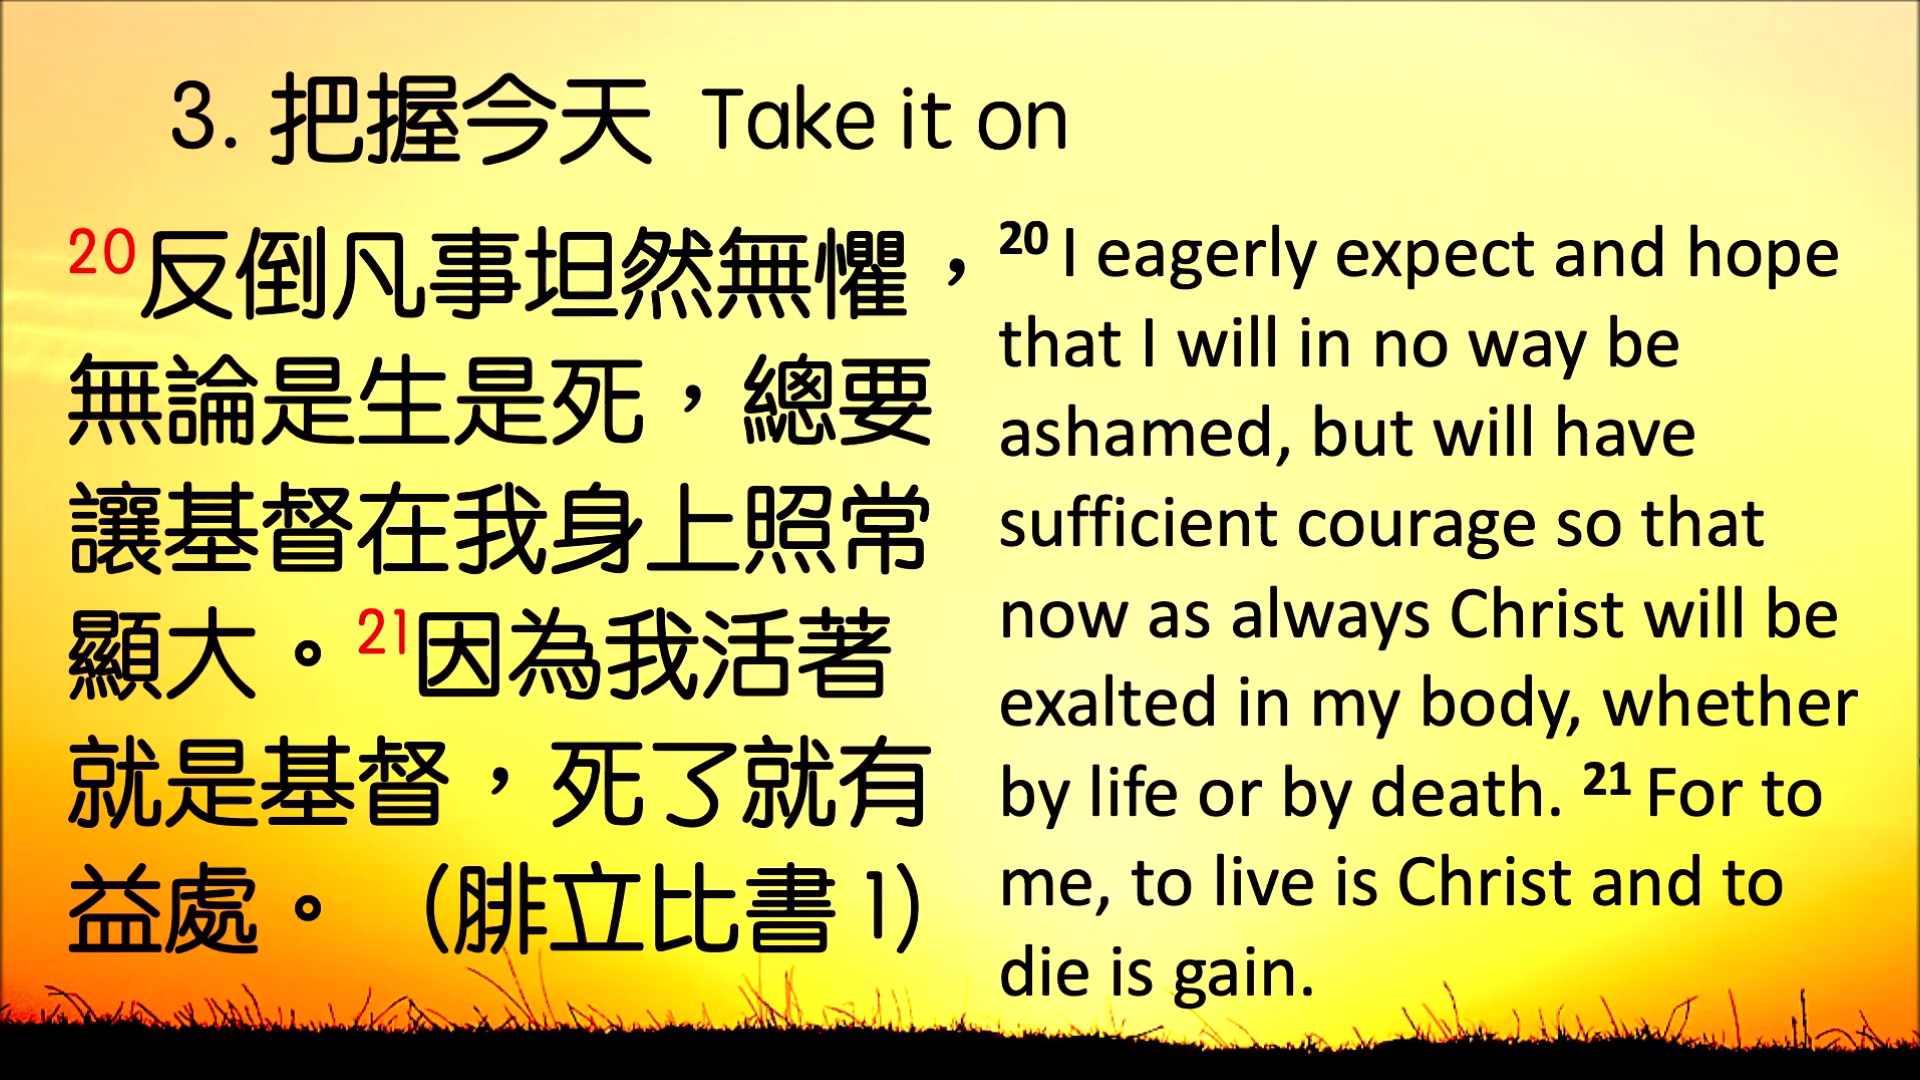 3. 把握今天 Take it on
20反倒凡事坦然無懼，
無論是生是死，總要
讓基督在我身上照常
顯大。21因為我活著
就是基督，死了就有
益處。 (腓立比書 1)
20 I eagerly expect and hope
that I will in no way be
ashamed, but will have
sufficient courage so that
now as always Christ will be
exalted in my body, whether
by life or by death. 21 For to
me, to live is Christ and to
die is gain.